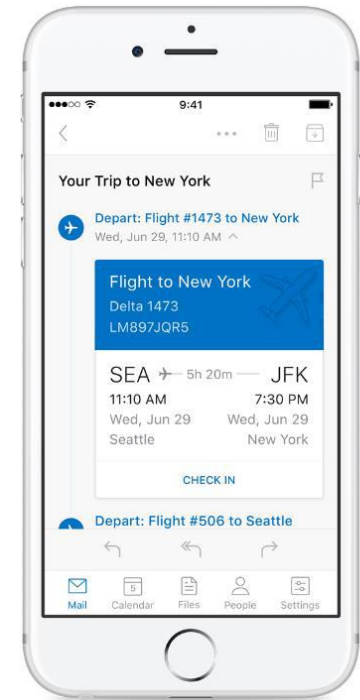 9:41
Your Trip to New York
Depart: Flight #1473 to New York
Wed, Jun 29, 11:10 AM
Flight to New York
Delta 1473
LM897JQR5
SEA 5h 20m JFK
11:10 AM 7:30 PM
Wed, Jun 29 Wed, Jun 29
Seattle New York
CHECK IN
Depart: Flight #506 to Seattle
5
Mail Calendar Files People Settings